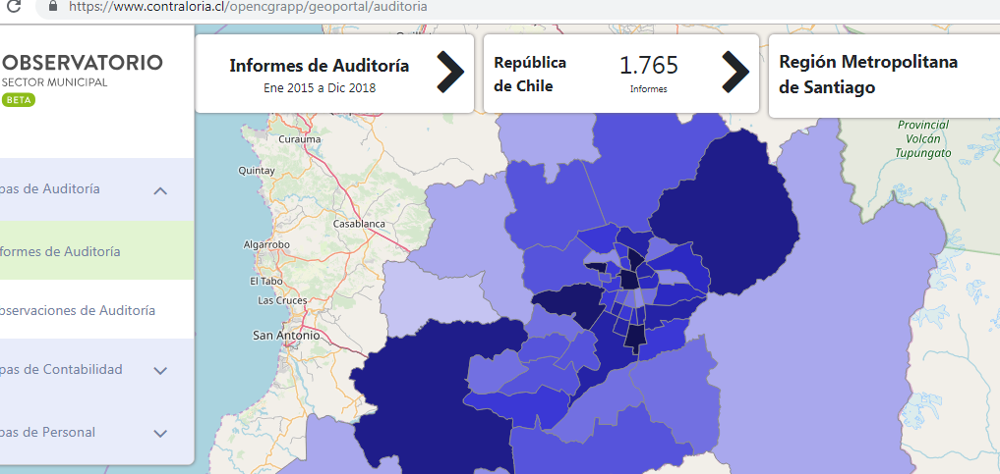 https://www.contraloria.cl/opencgrapp/geoportal/auditoria
OBSERVATORIO
SECTOR MUNICIPAL
BETA
Informes de Auditoría
Ene 2015 a Dic 2018
República
de Chile
1.765
Informes
Región Metropolitana
de Santiago
pas de Auditoría
formes de Auditoría
bservaciones de Auditoría
pas de Contabilidad
pas de Personal
Curauma
Quintay
Casablanca
Algarrobo
El Tabo
Las Cruces
San Antonio
Provincial
Volcán
Tupungato